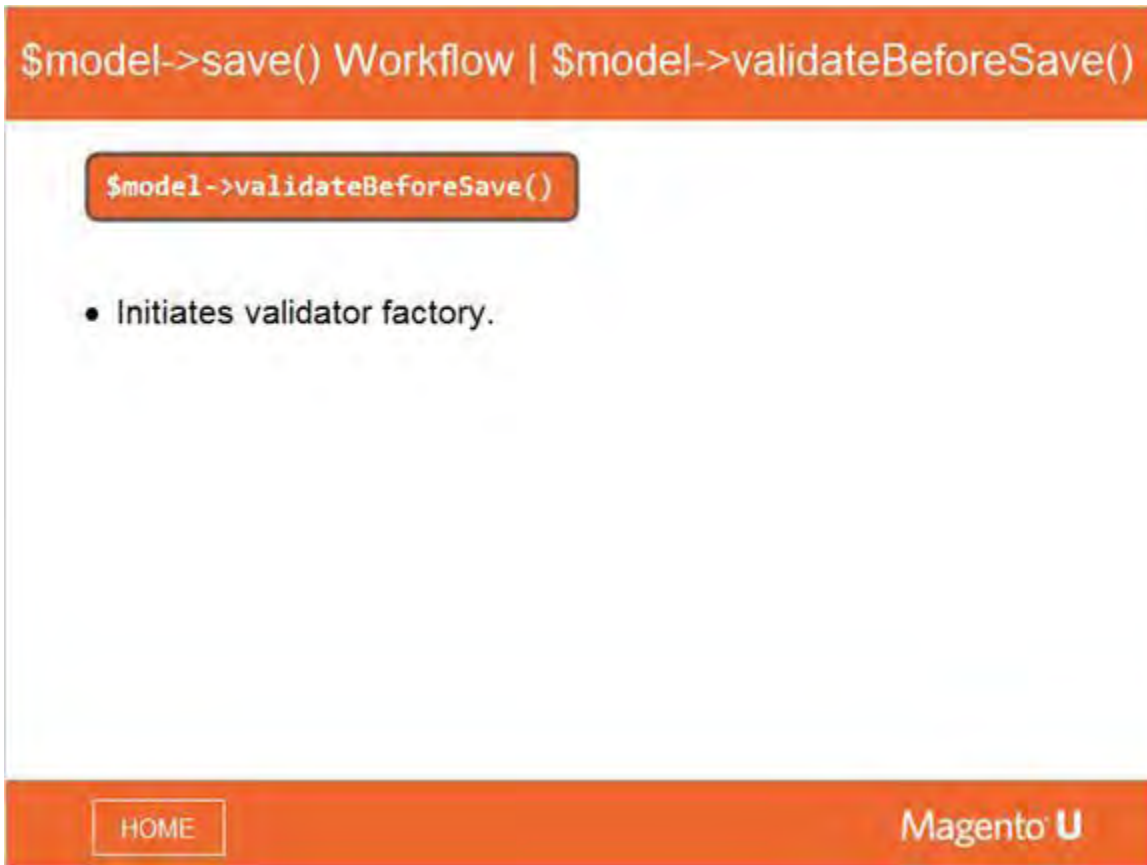 $model->save() Workflow | $model->validateBeforeSave()
$model->validateBeforeSave()
• Initiates validator factory.
HOME
Magento U